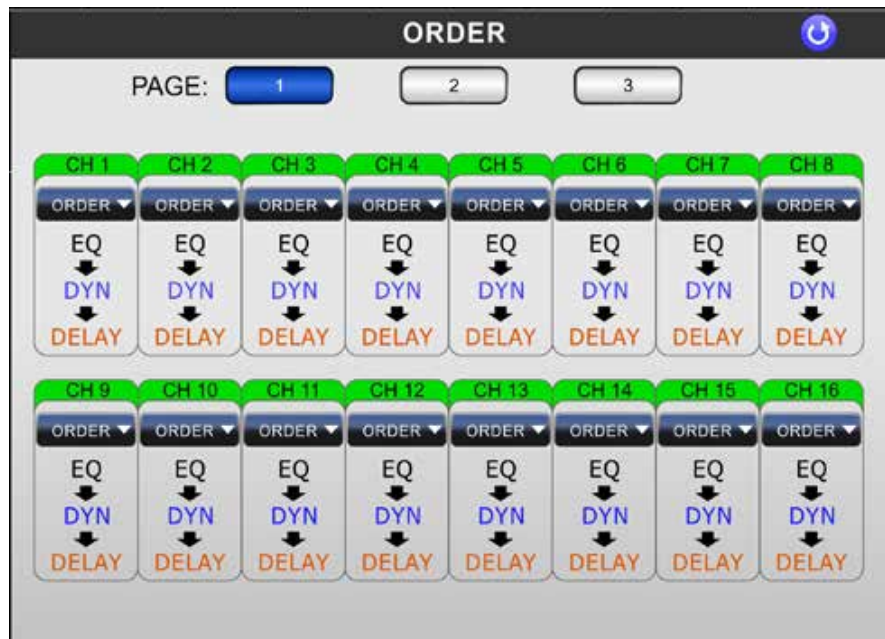 ORDER
PAGE: 1 2 3
CH 1 CH 2 CH 3 CH 4 CH 5 CH 6 CH 7 CH 8
ORDER ORDER ORDER ORDER ORDER ORDER ORDER ORDER
EQ EQ EQ EQ EQ EQ EQ EQ
DYN DYN DYN DYN DYN DYN DYN DYN
DELAY DELAY DELAY DELAY DELAY DELAY DELAY DELAY
CH 9 CH 10 CH 11 CH 12 CH 13 CH 14 CH 15 CH 16
ORDER ORDER ORDER ORDER ORDER ORDER ORDER ORDER
EQ EQ EQ EQ EQ EQ EQ EQ
DYN DYN DYN DYN DYN DYN DYN DYN
DELAY DELAY DELAY DELAY DELAY DELAY DELAY DELAY